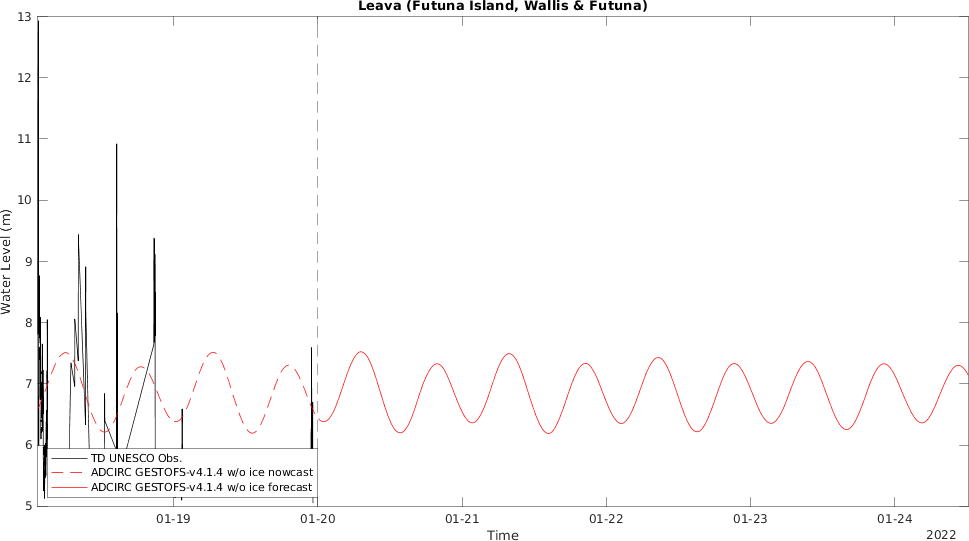 Leava (Futuna Island, Wallis & Futuna)
13
12
11
10
9
8
7
6
5
Water Level (m)
TD UNESCO Obs.
ADCIRC GESTOFS-v4.1.4 w/o ice nowcast
ADCIRC GESTOFS-v4.1.4 w/o ice forecast
01-19
01-20
01-21
01-22
01-23
01-24
Time
2022